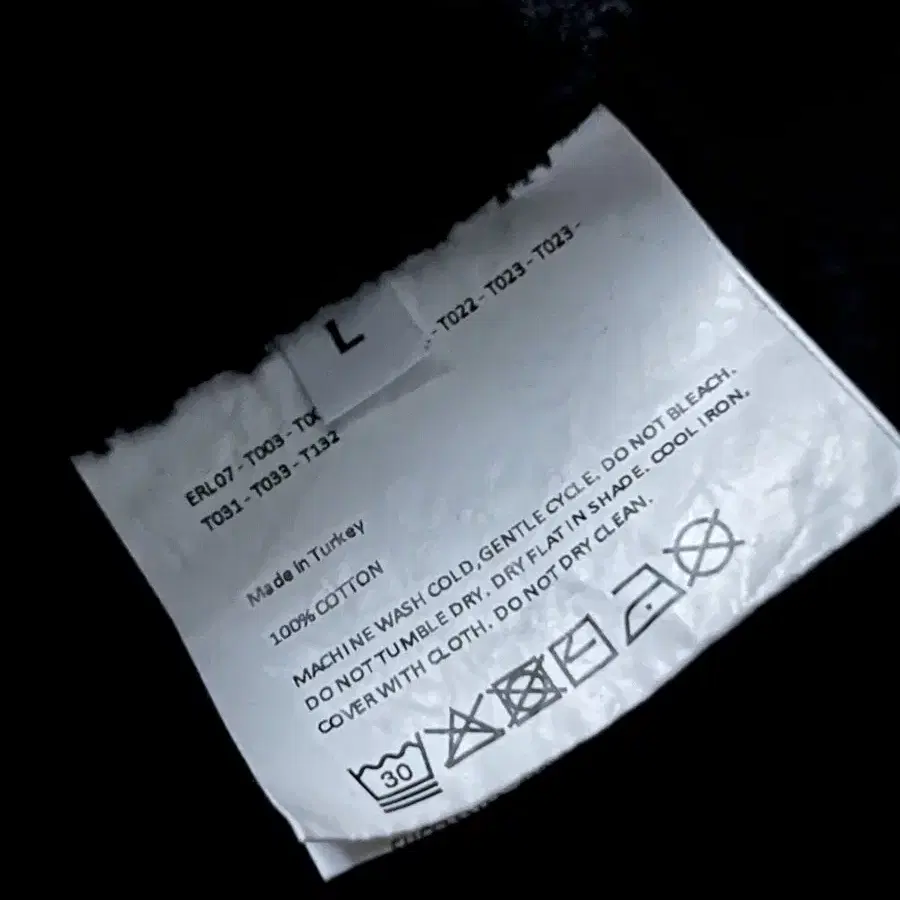 L
ERL07 - T003 - T022 - T023 - T023 -
T031 - T033 - T132
Made in Turkey
100% COTTON
MACHINE WASH COLD, GENTLE CYCLE. DO NOT BLEACH.
DO NOT TUMBLE DRY. DRY FLAT IN SHADE. COOL IRON,
COVER WITH CLOTH. DO NOT DRY CLEAN.
30